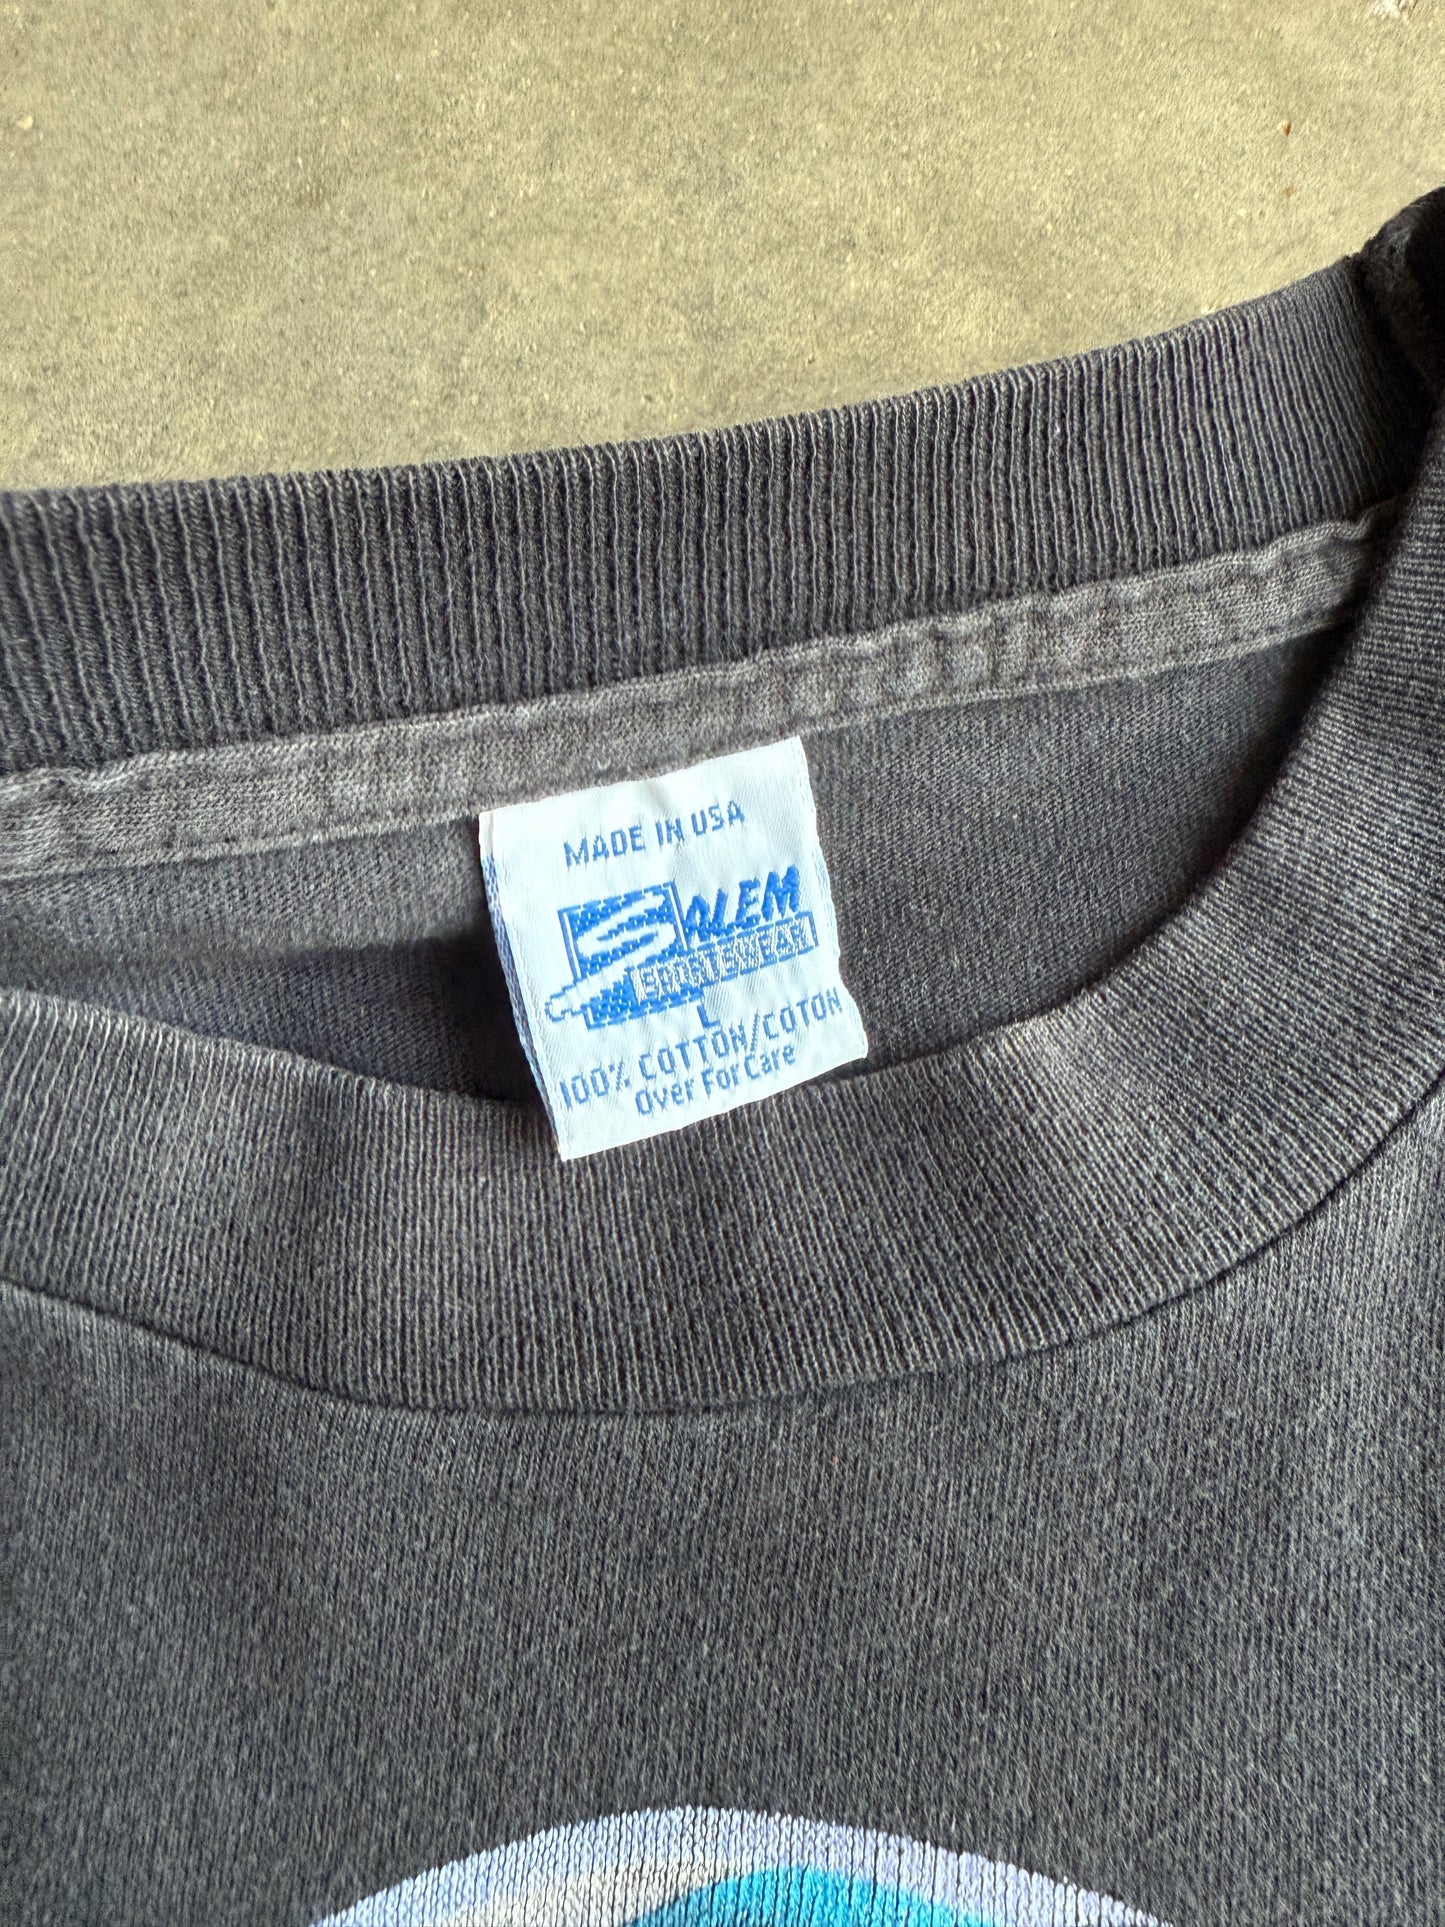 MADE IN USA
SALEM
SPORTSWEAR
L
100% COTTON/COTON
Over For Care